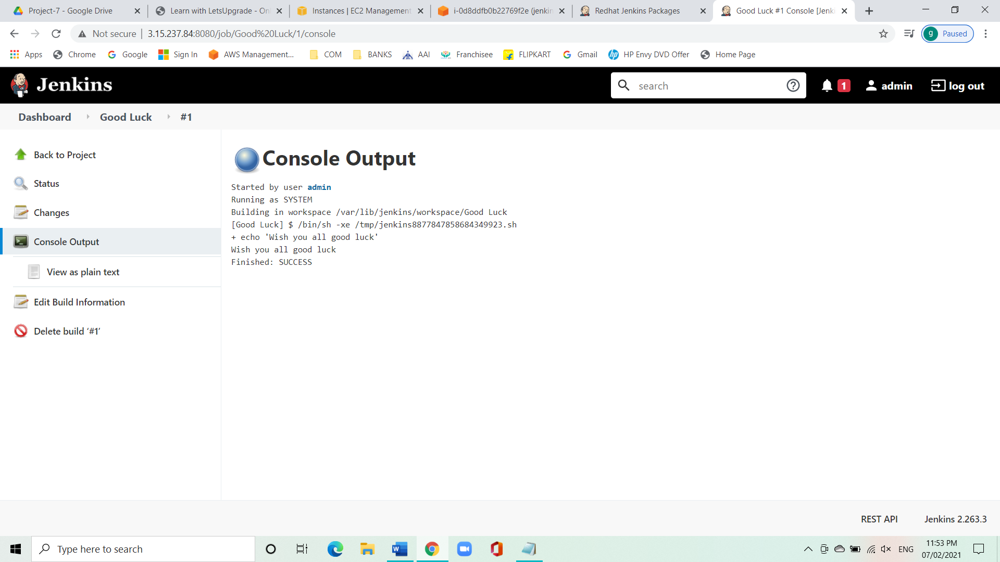 Project-7 - Google Drive
Learn with LetsUpgrade - Onl
Instances | EC2 Management
i-0d8ddfb0b22769f2e (jenkin
Redhat Jenkins Packages
Good Luck #1 Console [Jenki
Not secure | 3.15.237.84:8080/job/Good%20Luck/1/console
g Paused
Apps Chrome Google Sign In AWS Management... COM BANKS AAI Franchisee FLIPKART Gmail HP Envy DVD Offer Home Page
Jenkins
search
1
admin
log out
Dashboard Good Luck #1
Back to Project
Status
Changes
Console Output
View as plain text
Edit Build Information
Delete build ‘#1’
Console Output
Started by user admin
Running as SYSTEM
Building in workspace /var/lib/jenkins/workspace/Good Luck
[Good Luck] $ /bin/sh -xe /tmp/jenkins8877847858684349923.sh
+ echo 'Wish you all good luck'
Wish you all good luck
Finished: SUCCESS
REST API
Jenkins 2.263.3
Type here to search
ENG
11:53 PM
07/02/2021